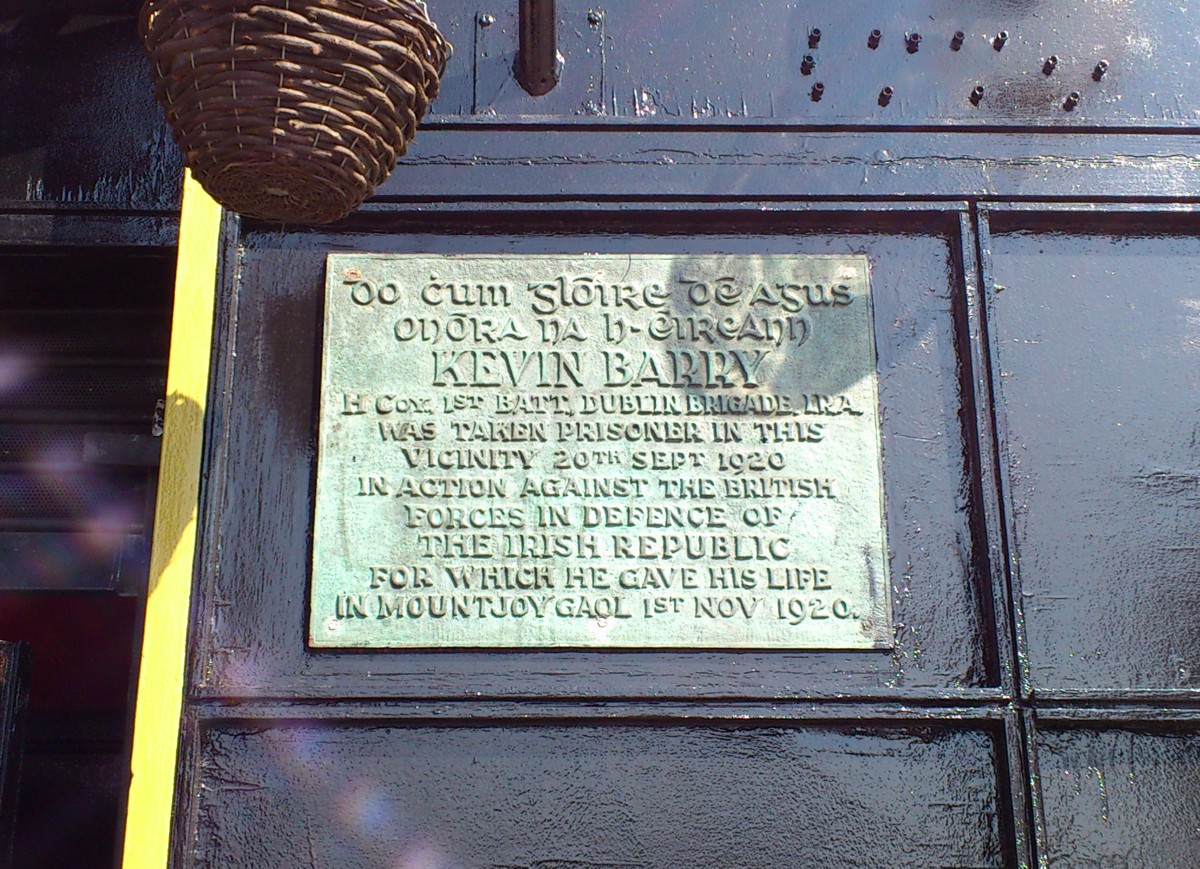 Do ċum glóire Dé agus
onóra na h-Éireann
KEVIN BARRY
H COY. 1ST BATT., DUBLIN BRIGADE, I.R.A.
WAS TAKEN PRISONER IN THIS
VICINITY 20TH SEPT 1920
IN ACTION AGAINST THE BRITISH
FORCES IN DEFENCE OF
THE IRISH REPUBLIC
FOR WHICH HE GAVE HIS LIFE
IN MOUNTJOY GAOL 1ST NOV 1920.